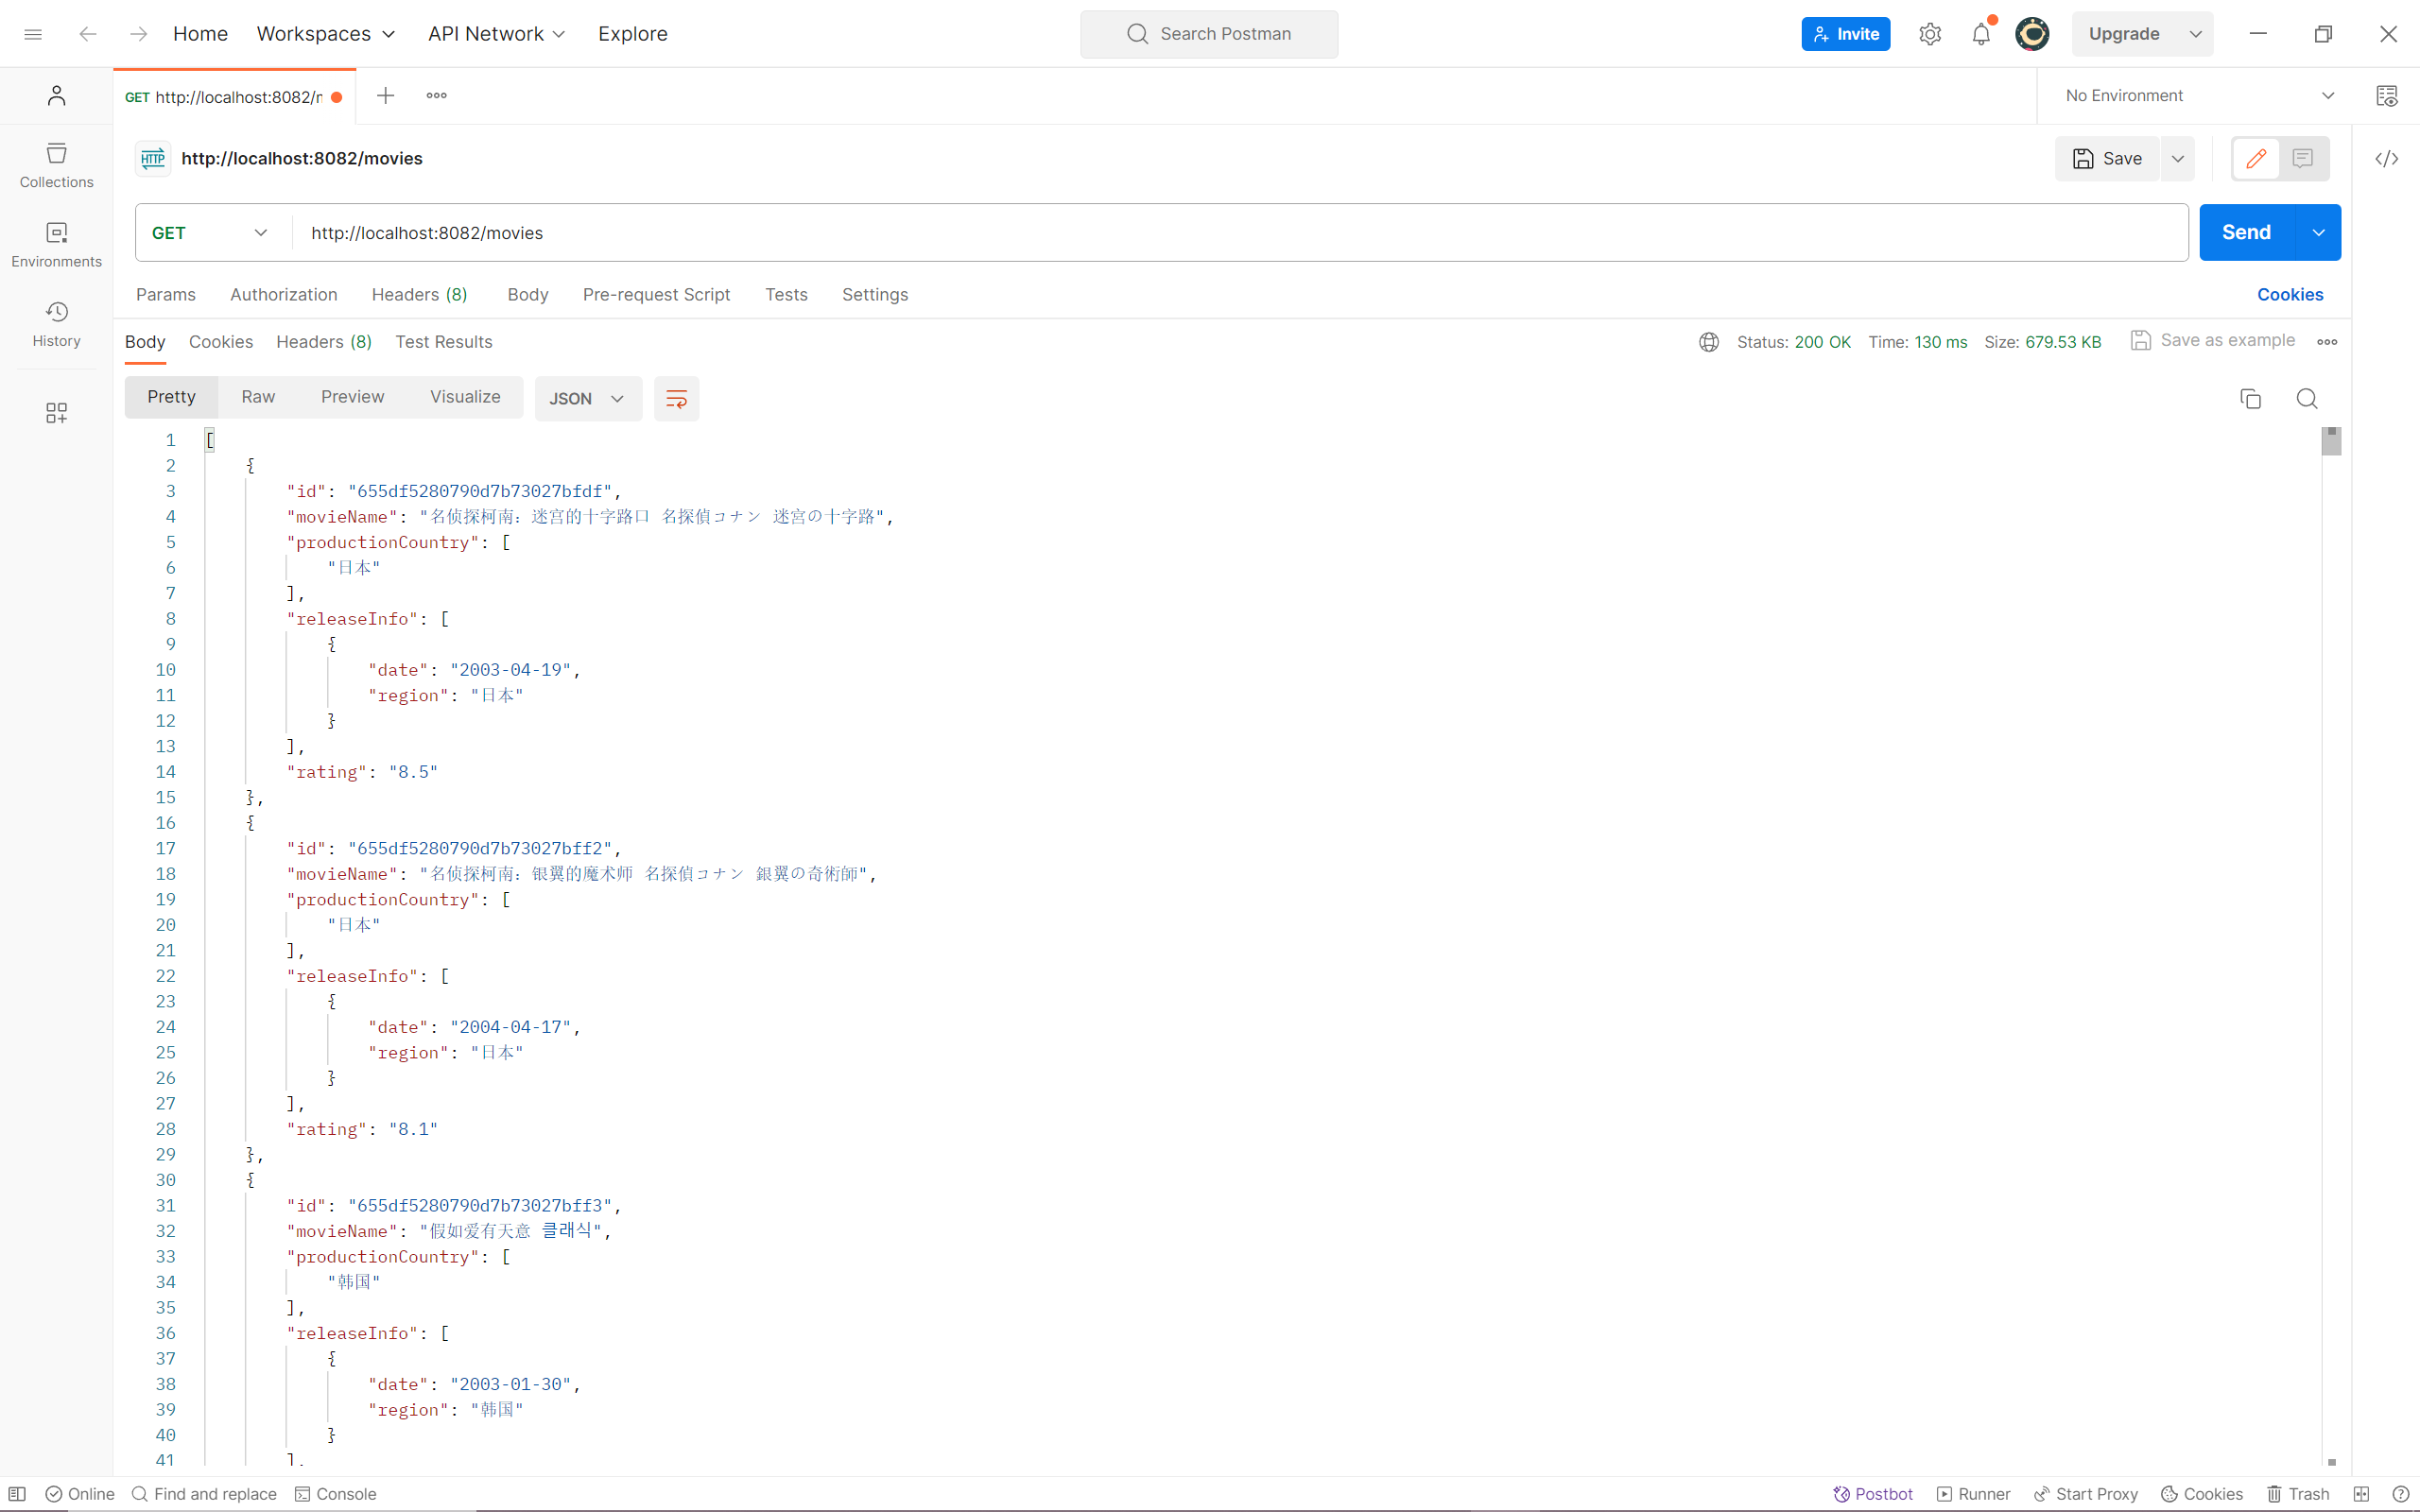 Home Workspaces API Network Explore Search Postman Invite Upgrade
GET http://localhost:8082/r No Environment
HTTP http://localhost:8082/movies Save
GET http://localhost:8082/movies Send
Params Authorization Headers (8) Body Pre-request Script Tests Settings Cookies
Collections
Environments
History
Body Cookies Headers (8) Test Results Status: 200 OK Time: 130 ms Size: 679.53 KB Save as example
Pretty Raw Preview Visualize JSON
1 [
2 {
3 "id": "655df5280790d7b73027bfdf",
4 "movieName": "名侦探柯南：迷宫的十字路口 名探偵コナン 迷宮の十字路",
5 "productionCountry": [
6 "日本"
7 ],
8 "releaseInfo": [
9 {
10 "date": "2003-04-19",
11 "region": "日本"
12 }
13 ],
14 "rating": "8.5"
15 },
16 {
17 "id": "655df5280790d7b73027bff2",
18 "movieName": "名侦探柯南：银翼的魔术师 名探偵コナン 銀翼の奇術師",
19 "productionCountry": [
20 "日本"
21 ],
22 "releaseInfo": [
23 {
24 "date": "2004-04-17",
25 "region": "日本"
26 }
27 ],
28 "rating": "8.1"
29 },
30 {
31 "id": "655df5280790d7b73027bff3",
32 "movieName": "假如爱有天意 클래식",
33 "productionCountry": [
34 "韩国"
35 ],
36 "releaseInfo": [
37 {
38 "date": "2003-01-30",
39 "region": "韩国"
40 }
41 ],
Online Find and replace Console Postbot Runner Start Proxy Cookies Trash